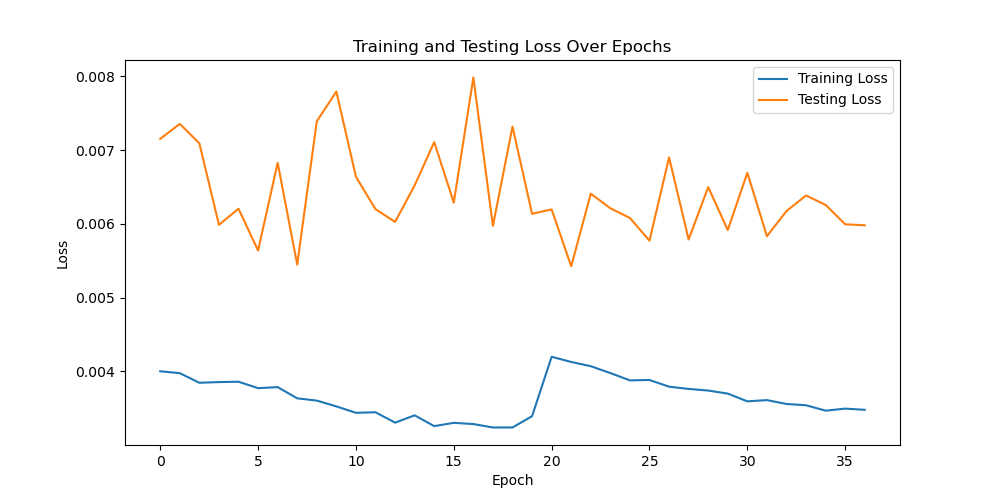 Training and Testing Loss Over Epochs
Training Loss
Testing Loss
0.008
0.007
0.006
0.005
0.004
Loss
0 5 10 15 20 25 30 35
Epoch